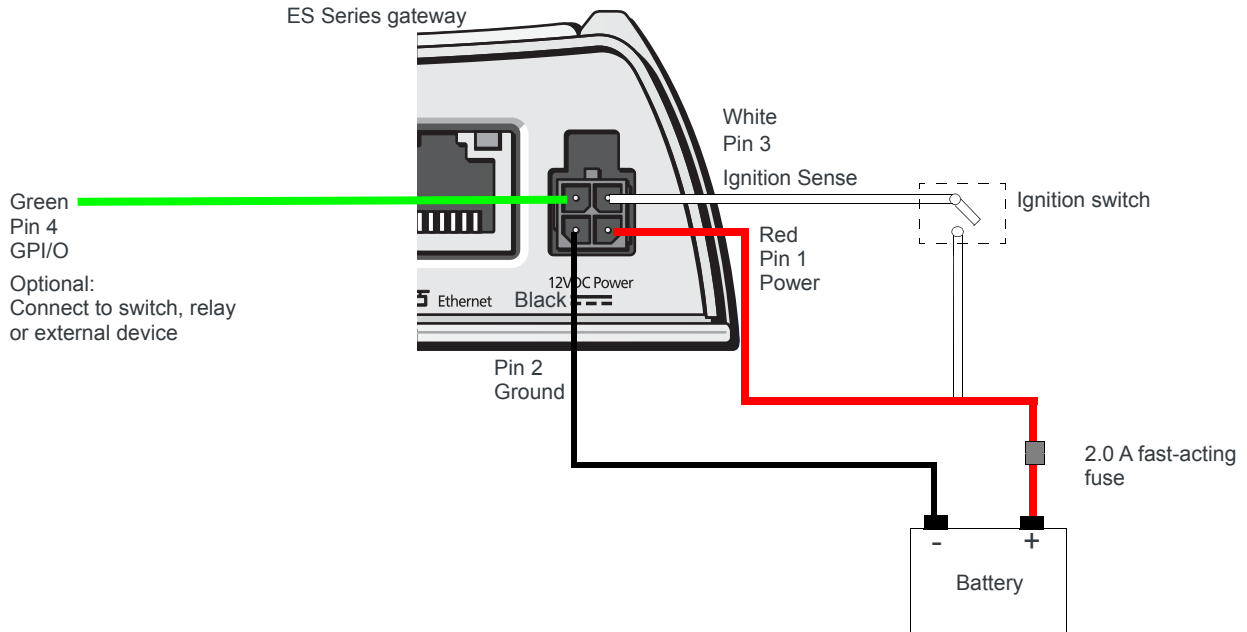 ES Series gateway
White
Pin 3
Ignition Sense
Ignition switch
Green
Pin 4
GPI/O
Optional:
Connect to switch, relay
or external device
Red
Pin 1
Power
12VDC Power
Ethernet
Black
Pin 2
Ground
2.0 A fast-acting
fuse
-
+
Battery